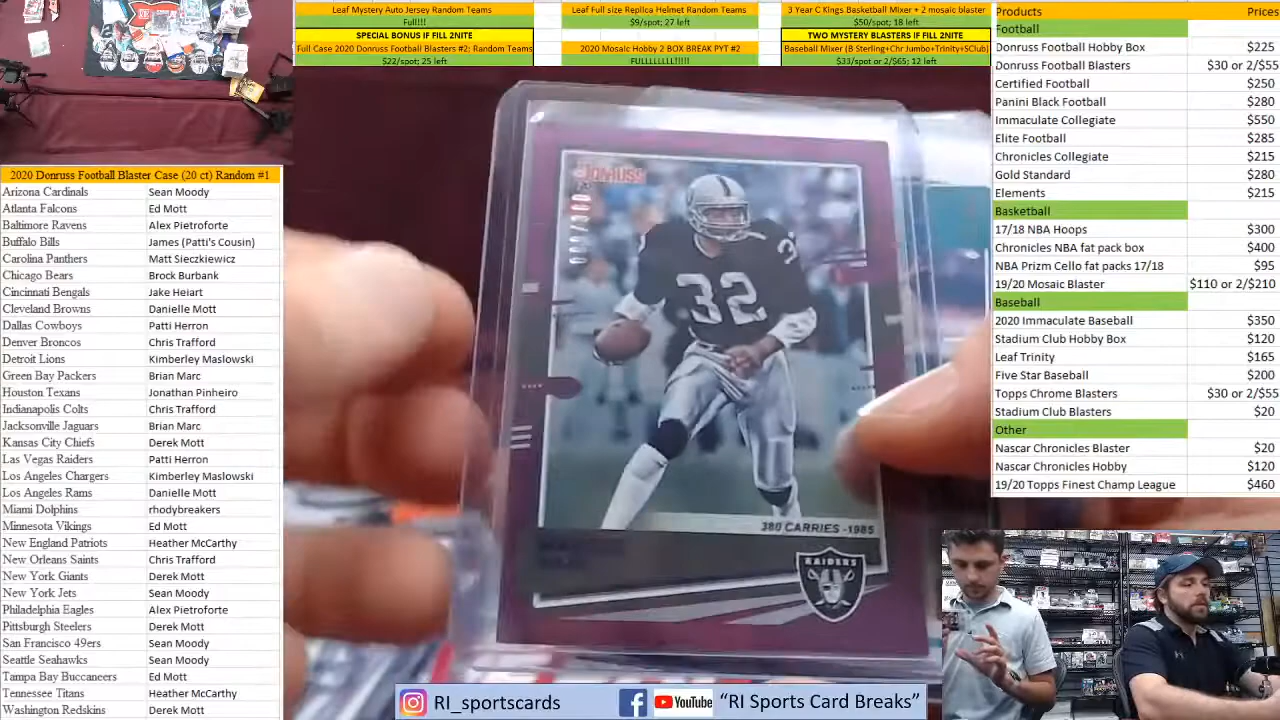 Leaf Mystery Auto Jersey Random Teams
Full!!!
SPECIAL BONUS IF FILL 2NITE
Full Case 2020 Donruss Football Blasters #2: Random Teams
$22/spot; 25 left
Leaf Full size Replica Helmet Random Teams
$9/spot; 27 left
2020 Mosaic Hobby 2 BOX BREAK PYT #2
FULLLLLLLL!!!!!
3 Year C Kings Basketball Mixer + 2 mosaic blaster
$50/spot; 18 left
TWO MYSTERY BLASTERS IF FILL 2NITE
Baseball Mixer (B Sterling+Chr Jumbo+Trinity+SClub)
$33/spot or 2/$65; 12 left
Products Prices
Football
Donruss Football Hobby Box $225
Donruss Football Blasters $30 or 2/$55
Certified Football $250
Panini Black Football $280
Immaculate Collegiate $550
Elite Football $285
Chronicles Collegiate $215
Gold Standard $280
Elements $215
Basketball
17/18 NBA Hoops $300
Chronicles NBA fat pack box $400
NBA Prizm Cello fat packs 17/18 $95
19/20 Mosaic Blaster $110 or 2/$210
Baseball
2020 Immaculate Baseball $350
Stadium Club Hobby Box $120
Leaf Trinity $165
Five Star Baseball $200
Topps Chrome Blasters $30 or 2/$55
Stadium Club Blasters $20
Other
Nascar Chronicles Blaster $20
Nascar Chronicles Hobby $120
19/20 Topps Finest Champ League $460
2020 Donruss Football Blaster Case (20 ct) Random #1
Arizona Cardinals Sean Moody
Atlanta Falcons Ed Mott
Baltimore Ravens Alex Pietroforte
Buffalo Bills James (Patti's Cousin)
Carolina Panthers Matt Sieczkiewicz
Chicago Bears Brock Burbank
Cincinnati Bengals Jake Heiart
Cleveland Browns Danielle Mott
Dallas Cowboys Patti Herron
Denver Broncos Chris Trafford
Detroit Lions Kimberley Maslowski
Green Bay Packers Brian Marc
Houston Texans Jonathan Pinheiro
Indianapolis Colts Chris Trafford
Jacksonville Jaguars Brian Marc
Kansas City Chiefs Derek Mott
Las Vegas Raiders Patti Herron
Los Angeles Chargers Kimberley Maslowski
Los Angeles Rams Danielle Mott
Miami Dolphins rhodybreakers
Minnesota Vikings Ed Mott
New England Patriots Heather McCarthy
New Orleans Saints Chris Trafford
New York Giants Derek Mott
New York Jets Sean Moody
Philadelphia Eagles Alex Pietroforte
Pittsburgh Steelers Derek Mott
San Francisco 49ers Sean Moody
Seattle Seahawks Sean Moody
Tampa Bay Buccaneers Ed Mott
Tennessee Titans Heather McCarthy
Washington Redskins Derek Mott
Donruss
32
32
380 CARRIES - 1985
RAIDERS
RI_sportscards
YouTube
"RI Sports Card Breaks"